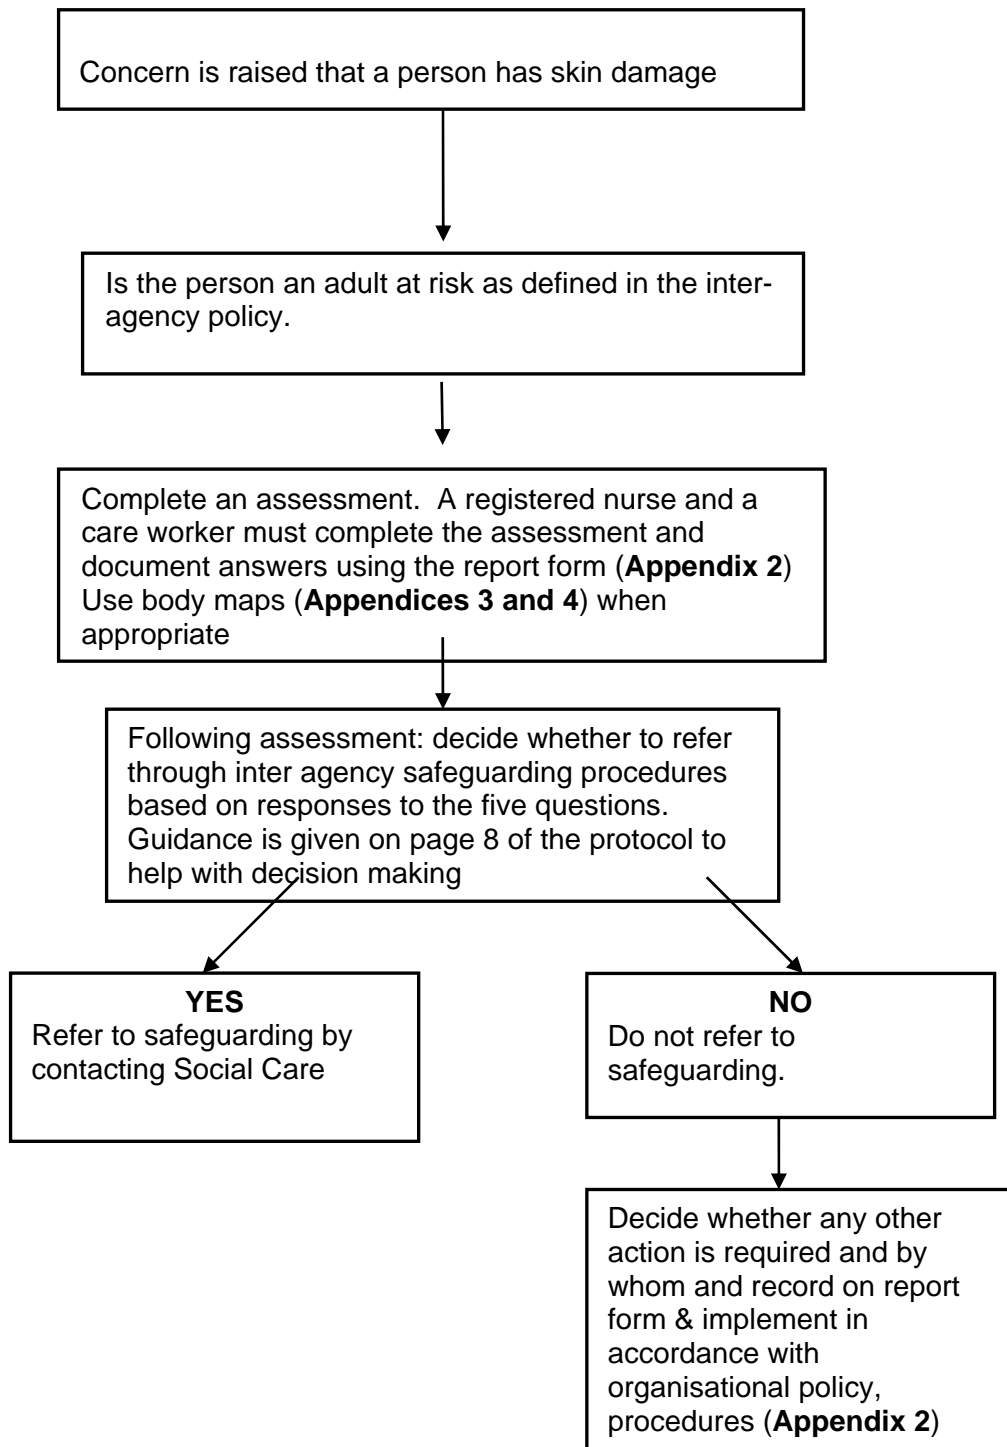 Concern is raised that a person has skin damage
Is the person an adult at risk as defined in the inter-
agency policy.
Complete an assessment.  A registered nurse and a
care worker must complete the assessment and
document answers using the report form (Appendix 2)
Use body maps (Appendices 3 and 4) when
appropriate
Following assessment: decide whether to refer
through inter agency safeguarding procedures
based on responses to the five questions.
Guidance is given on page 8 of the protocol to
help with decision making
YES
Refer to safeguarding by
contacting Social Care
NO
Do not refer to
safeguarding.
Decide whether any other
action is required and by
whom and record on report
form & implement in
accordance with
organisational policy,
procedures (Appendix 2)